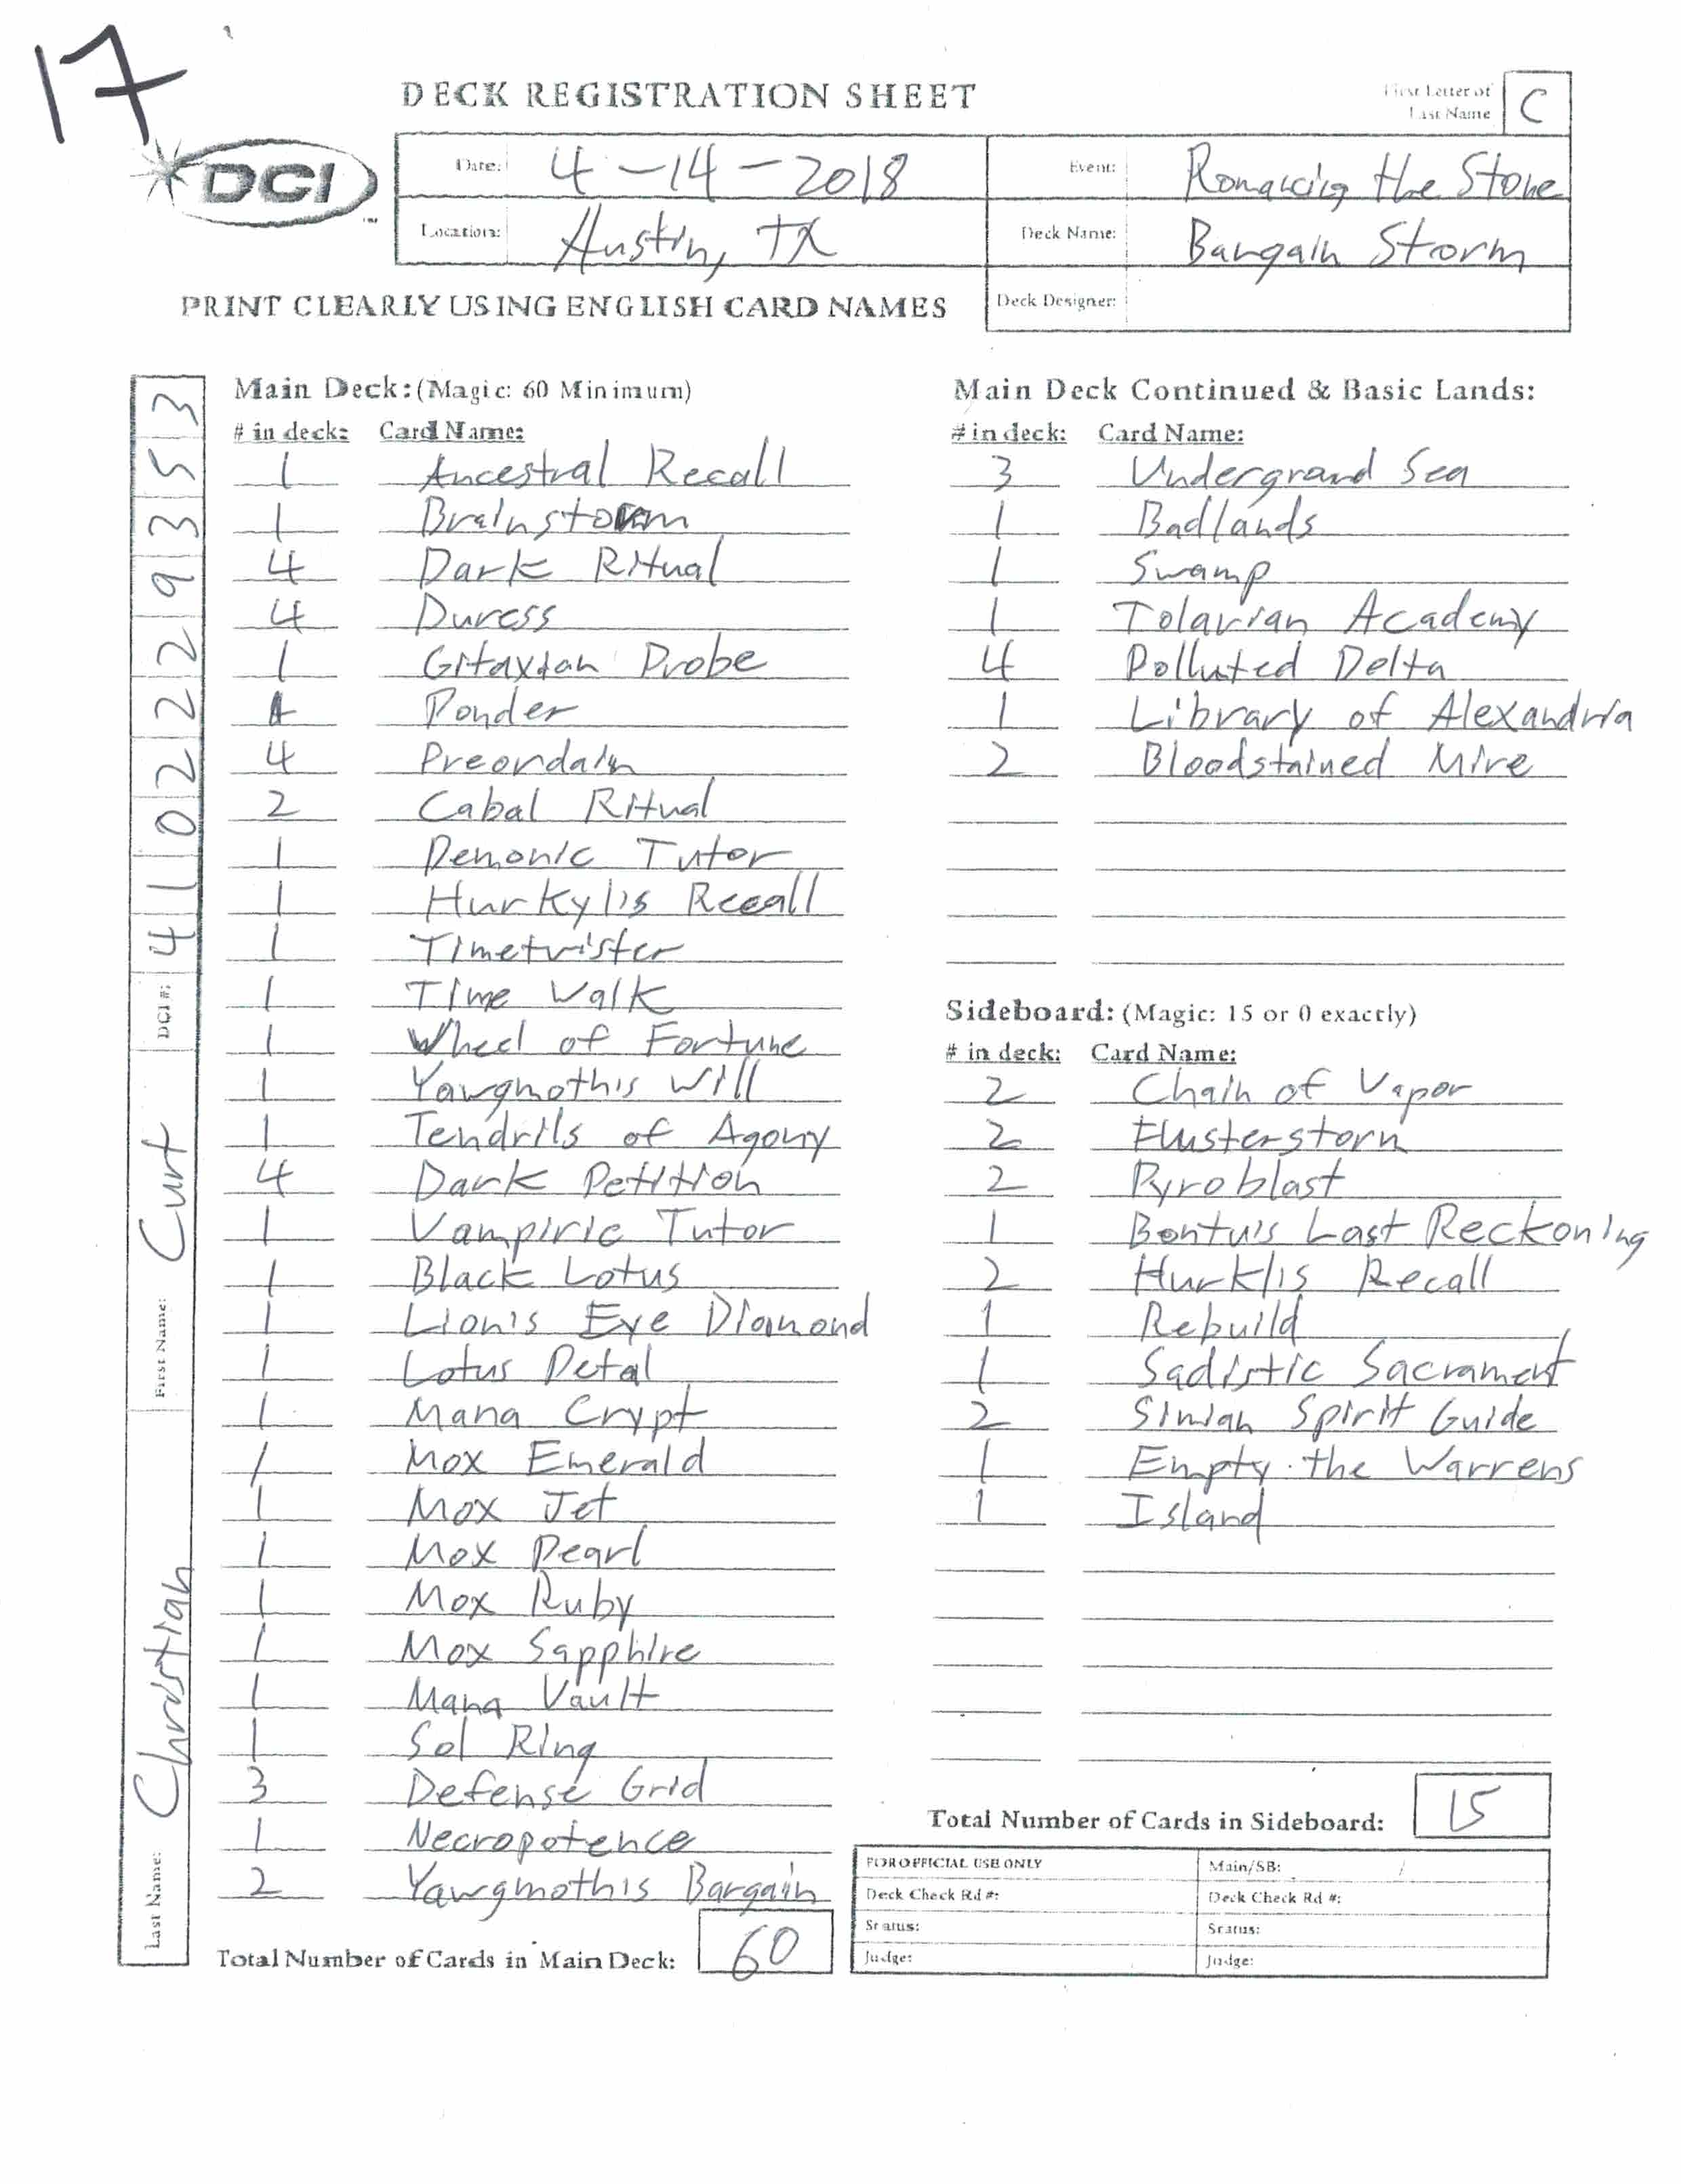 17
DECK REGISTRATION SHEET
First Letter of Last Name C
DCI
Date: 4-14-2018
Event: Romancing the Stone
Location: Austin, TX
Deck Name: Bargain Storm
PRINT CLEARLY USING ENGLISH CARD NAMES
Deck Designer:
DCI #: 4102229353
First Name: Curt
Last Name: Christian
Main Deck: (Magic: 60 Minimum)
# in deck: Card Name:
1 Ancestral Recall
1 Brainstorm
4 Dark Ritual
4 Duress
1 Gitaxian Probe
1 Ponder
4 Preordain
2 Cabal Ritual
1 Demonic Tutor
1 Hurkyl's Recall
1 Timetwister
1 Time Walk
1 Wheel of Fortune
1 Yawgmoth's Will
1 Tendrils of Agony
4 Dark Petition
1 Vampiric Tutor
1 Black Lotus
1 Lion's Eye Diamond
1 Lotus Petal
1 Mana Crypt
1 Mox Emerald
1 Mox Jet
1 Mox Pearl
1 Mox Ruby
1 Mox Sapphire
1 Mana Vault
1 Sol Ring
3 Defense Grid
1 Necropotence
2 Yawgmoth's Bargain
Total Number of Cards in Main Deck: 60
Main Deck Continued & Basic Lands:
# in deck: Card Name:
3 Undergrand Sea
1 Badlands
1 Swamp
1 Tolarian Academy
4 Polluted Delta
1 Library of Alexandria
2 Bloodstained Mire
Sideboard: (Magic: 15 or 0 exactly)
# in deck: Card Name:
2 Chain of Vapor
2 Flusterstorm
2 Pyroblast
1 Bontu's Last Reckoning
2 Hurkl's Recall
1 Rebuild
1 Sadistic Sacrament
2 Simian Spirit Guide
1 Empty the Warrens
1 Island
Total Number of Cards in Sideboard: 15
FOR OFFICIAL USE ONLY
Main/SB: /
Deck Check Rd #:
Deck Check Rd #:
Status:
Status:
Judge:
Judge: